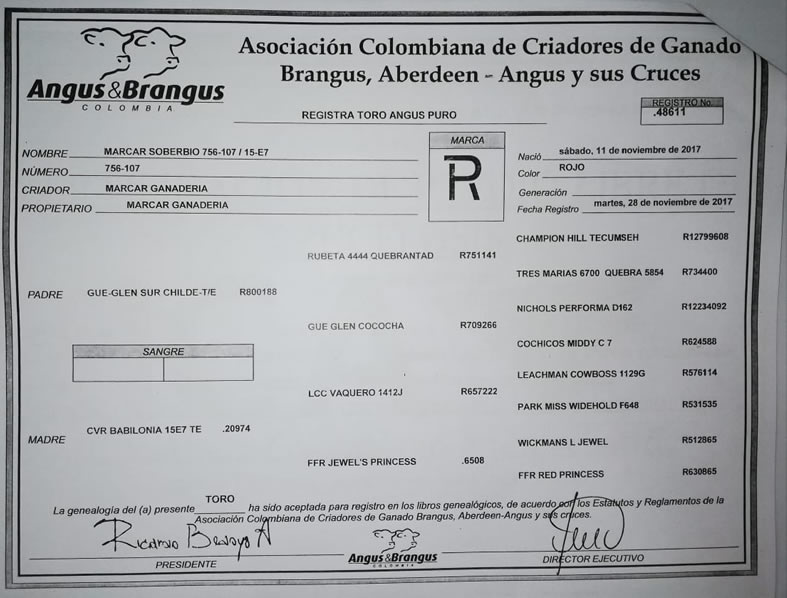 Asociación Colombiana de Criadores de Ganado
Brangus, Aberdeen - Angus y sus Cruces
Angus&Brangus
COLOMBIA
REGISTRA TORO ANGUS PURO
REGISTRO No.
.48611
MARCA
R
NOMBRE MARCAR SOBERBIO 756-107 / 15-E7
NÚMERO 756-107
CRIADOR MARCAR GANADERIA
PROPIETARIO MARCAR GANADERIA
Nació sábado, 11 de noviembre de 2017
Color ROJO
Generación
Fecha Registro martes, 28 de noviembre de 2017
CHAMPION HILL TECUMSEH R12799608
RUBETA 4444 QUEBRANTAD R751141
TRES MARIAS 6700 QUEBRA 5854 R734400
PADRE GUE-GLEN SUR CHILDE-T/E R800188
NICHOLS PERFORMA D162 R12234092
GUE GLEN COCOCHA R709266
COCHICOS MIDDY C 7 R624588
SANGRE
LEACHMAN COWBOSS 1129G R576114
LCC VAQUERO 1412J R657222
PARK MISS WIDEHOLD F648 R531535
MADRE CVR BABILONIA 15E7 TE .20974
WICKMANS L JEWEL R512865
FFR JEWEL'S PRINCESS .6508
FFR RED PRINCESS R630865
La genealogía del (a) presente TORO ha sido aceptada para registro en los libros genealógicos, de acuerdo con los Estatutos y Reglamentos de la
Asociación Colombiana de Criadores de Ganado Brangus, Aberdeen-Angus y sus cruces.
PRESIDENTE
Angus&Brangus
COLOMBIA
DIRECTOR EJECUTIVO